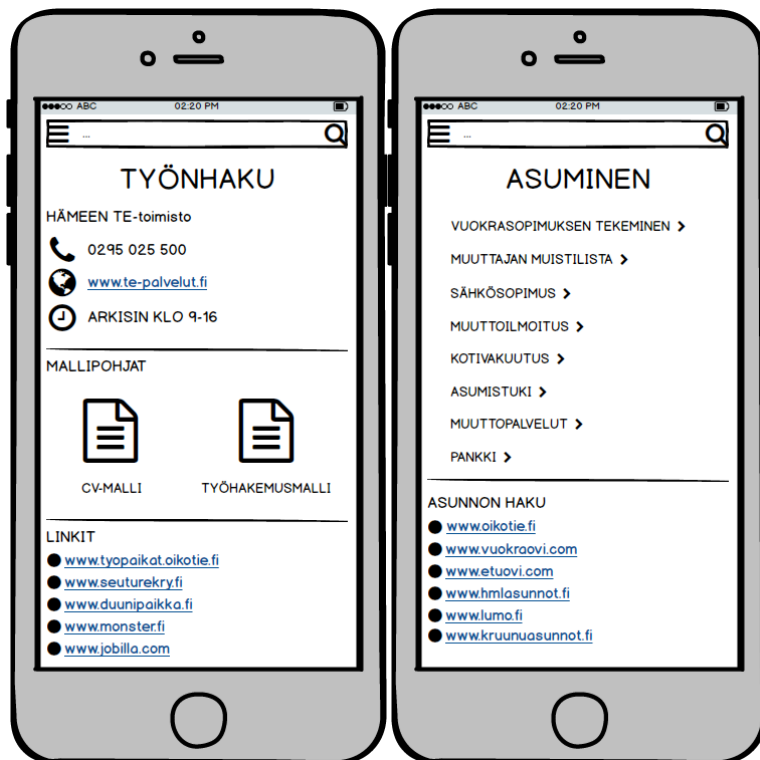 ABC 02:20 PM
...
TYÖNHAKU
HÄMEEN TE-toimisto
0295 025 500
www.te-palvelut.fi
ARKISIN KLO 9-16
MALLIPOHJAT
CV-MALLI TYÖHAKEMUSMALLI
LINKIT
www.tyopaikat.oikotie.fi
www.seuturekry.fi
www.duunipaikka.fi
www.monster.fi
www.jobilla.com
ABC 02:20 PM
...
ASUMINEN
VUOKRASOPIMUKSEN TEKEMINEN
MUUTTAJAN MUISTILISTA
SÄHKÖSOPIMUS
MUUTTOILMOITUS
KOTIVAKUUTUS
ASUMISTUKI
MUUTTOPALVELUT
PANKKI
ASUNNON HAKU
www.oikotie.fi
www.vuokraovi.com
www.etuovi.com
www.hmlasunnot.fi
www.lumo.fi
www.kruunuasunnot.fi